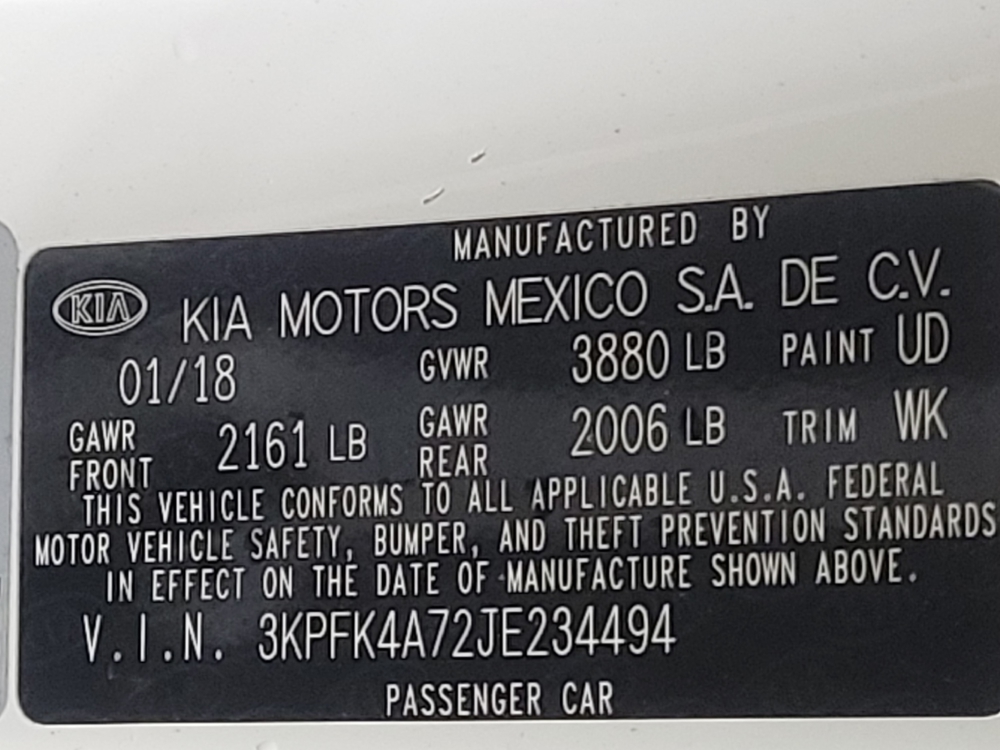 MANUFACTURED BY
KIA KIA MOTORS MEXICO S.A. DE C.V.
01/18 GVWR 3880 LB PAINT UD
GAWR FRONT 2161 LB GAWR REAR 2006 LB TRIM WK
THIS VEHICLE CONFORMS TO ALL APPLICABLE U.S.A. FEDERAL
MOTOR VEHICLE SAFETY, BUMPER, AND THEFT PREVENTION STANDARDS
IN EFFECT ON THE DATE OF MANUFACTURE SHOWN ABOVE.
V.I.N. 3KPFK4A72JE234494
PASSENGER CAR